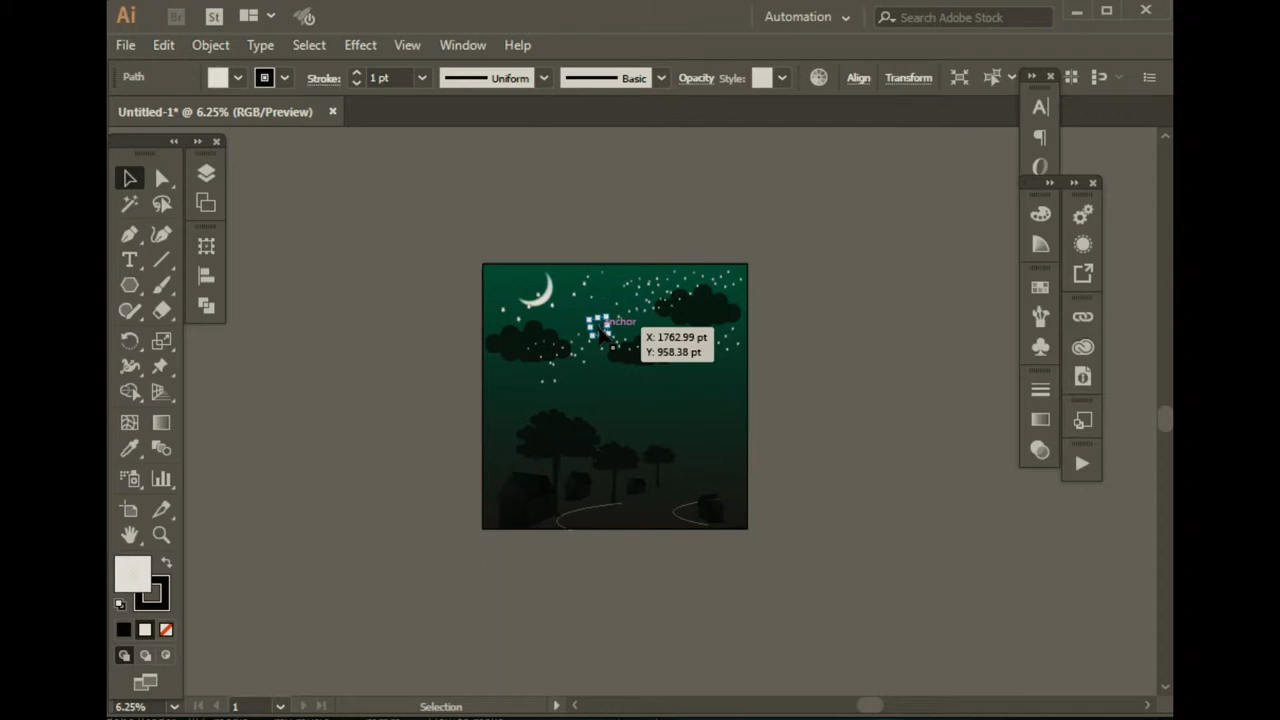 Ai
Br
St
Automation
Search Adobe Stock
File Edit Object Type Select Effect View Window Help
Path
Stroke: 1 pt Uniform Basic Opacity Style: Align Transform
Untitled-1* @ 6.25% (RGB/Preview)
anchor
X: 1762.99 pt
Y: 958.38 pt
6.25% 1 Selection